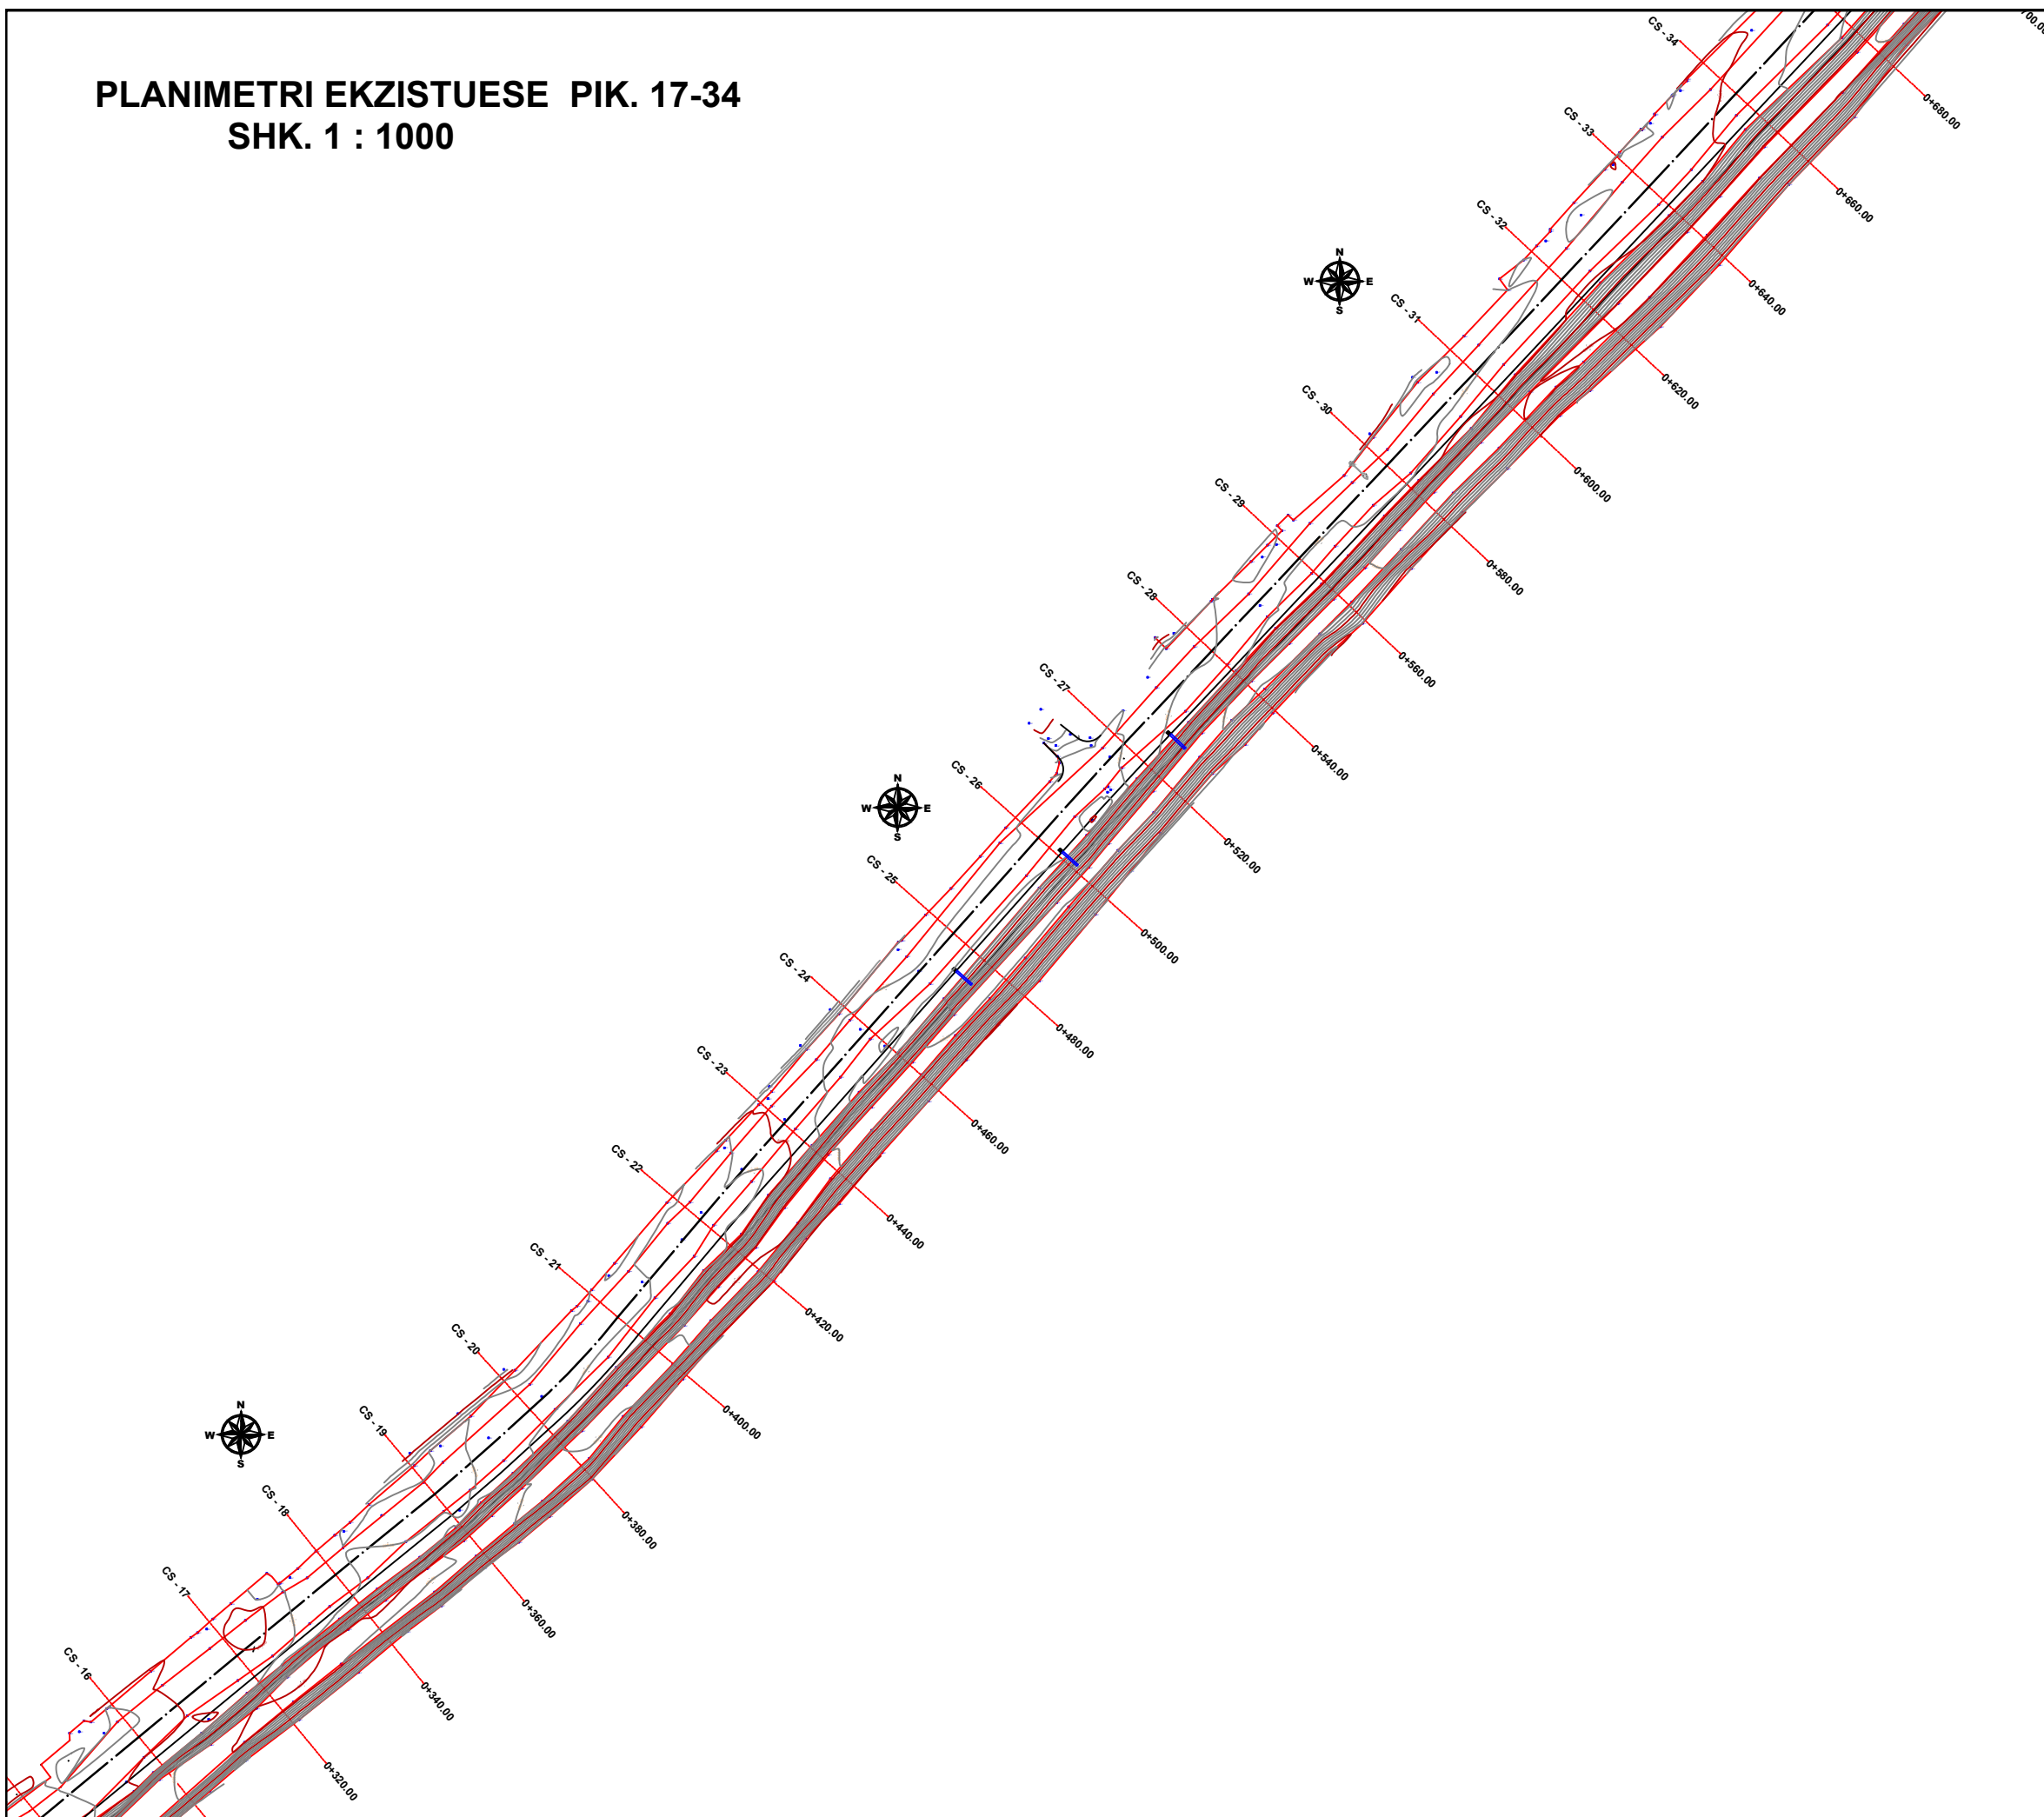 PLANIMETRI EKZISTUESE PIK. 17-34
SHK. 1 : 1000
CS - 34
CS - 33
CS - 32
CS - 31
CS - 30
CS - 29
CS - 28
CS - 27
CS - 26
CS - 25
CS - 24
CS - 23
CS - 22
CS - 21
CS - 20
CS - 19
CS - 18
CS - 17
CS - 16
0+680.00
0+660.00
0+640.00
0+620.00
0+600.00
0+580.00
0+560.00
0+540.00
0+520.00
0+500.00
0+480.00
0+460.00
0+440.00
0+420.00
0+400.00
0+380.00
0+360.00
0+340.00
0+320.00
N
W E
S
N
W E
S
N
W E
S